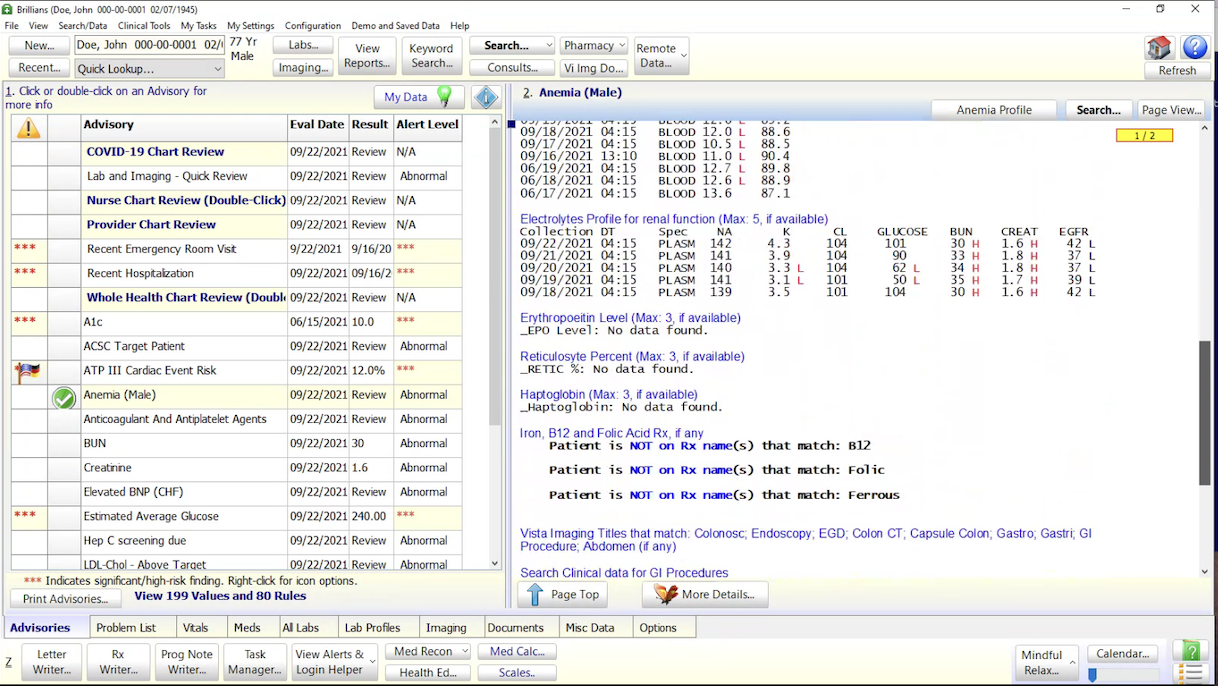 Brillians (Doe, John 000-00-0001 02/07/1945)
File View Search/Data Clinical Tools My Tasks My Settings Configuration Demo and Saved Data Help
New... Doe, John 000-00-0001 02/ 77 Yr Male Labs... View Reports... Keyword Search... Search... Pharmacy Remote Data...
Recent... Quick Lookup... Imaging... Consults... Vi Img Do... Refresh
1. Click or double-click on an Advisory for more info My Data
Advisory Eval Date Result Alert Level
COVID-19 Chart Review 09/22/2021 Review N/A
Lab and Imaging - Quick Review 09/22/2021 Review Abnormal
Nurse Chart Review (Double-Click) 09/22/2021 Review N/A
Provider Chart Review 09/22/2021 Review N/A
*** Recent Emergency Room Visit 9/22/2021 9/16/20 ***
*** Recent Hospitalization 09/22/2021 09/16/2 ***
Whole Health Chart Review (Doubl 09/22/2021 Review N/A
*** A1c 06/15/2021 10.0 ***
ACSC Target Patient 09/22/2021 Review Abnormal
ATP III Cardiac Event Risk 09/22/2021 12.0% ***
Anemia (Male) 09/22/2021 Review Abnormal
Anticoagulant And Antiplatelet Agents 09/22/2021 Review Abnormal
BUN 09/22/2021 30 Abnormal
Creatinine 09/22/2021 1.6 Abnormal
Elevated BNP (CHF) 09/22/2021 Review Abnormal
*** Estimated Average Glucose 09/22/2021 240.00 ***
Hep C screening due 09/22/2021 Review Abnormal
LDL-Chol - Above Target 09/22/2021 Review Abnormal
*** Indicates significant/high-risk finding. Right-click for icon options.
Print Advisories... View 199 Values and 80 Rules
2. Anemia (Male)
Anemia Profile Search... Page View...
1 / 2
09/18/2021 04:15 BLOOD 12.0 L 88.6
09/17/2021 04:15 BLOOD 10.5 L 88.5
09/16/2021 13:10 BLOOD 11.0 L 90.4
06/19/2021 04:15 BLOOD 12.7 L 89.8
06/18/2021 04:15 BLOOD 12.6 L 88.9
06/17/2021 04:15 BLOOD 13.6 87.1
Electrolytes Profile for renal function (Max: 5, if available)
Collection DT Spec NA K CL GLUCOSE BUN CREAT EGFR
09/22/2021 04:15 PLASM 142 4.3 104 101 30 H 1.6 H 42 L
09/21/2021 04:15 PLASM 141 3.9 104 90 33 H 1.8 H 37 L
09/20/2021 04:15 PLASM 140 3.3 L 104 62 L 34 H 1.8 H 37 L
09/19/2021 04:15 PLASM 141 3.1 L 101 50 L 35 H 1.7 H 39 L
09/18/2021 04:15 PLASM 139 3.5 101 104 30 H 1.6 H 42 L
Erythropoeitin Level (Max: 3, if available)
_EPO Level: No data found.
Reticulosyte Percent (Max: 3, if available)
_RETIC %: No data found.
Haptoglobin (Max: 3, if available)
_Haptoglobin: No data found.
Iron, B12 and Folic Acid Rx, if any
Patient is NOT on Rx name(s) that match: B12
Patient is NOT on Rx name(s) that match: Folic
Patient is NOT on Rx name(s) that match: Ferrous
Vista Imaging Titles that match: Colonosc; Endoscopy; EGD; Colon CT; Capsule Colon; Gastro; Gastri; GI
Procedure; Abdomen (if any)
Search Clinical data for GI Procedures
Page Top More Details...
Advisories Problem List Vitals Meds All Labs Lab Profiles Imaging Documents Misc Data Options
Z Letter Writer... Rx Writer... Prog Note Writer... Task Manager... View Alerts & Login Helper Med Recon Med Calc... Mindful Relax... Calendar...
Health Ed... Scales..